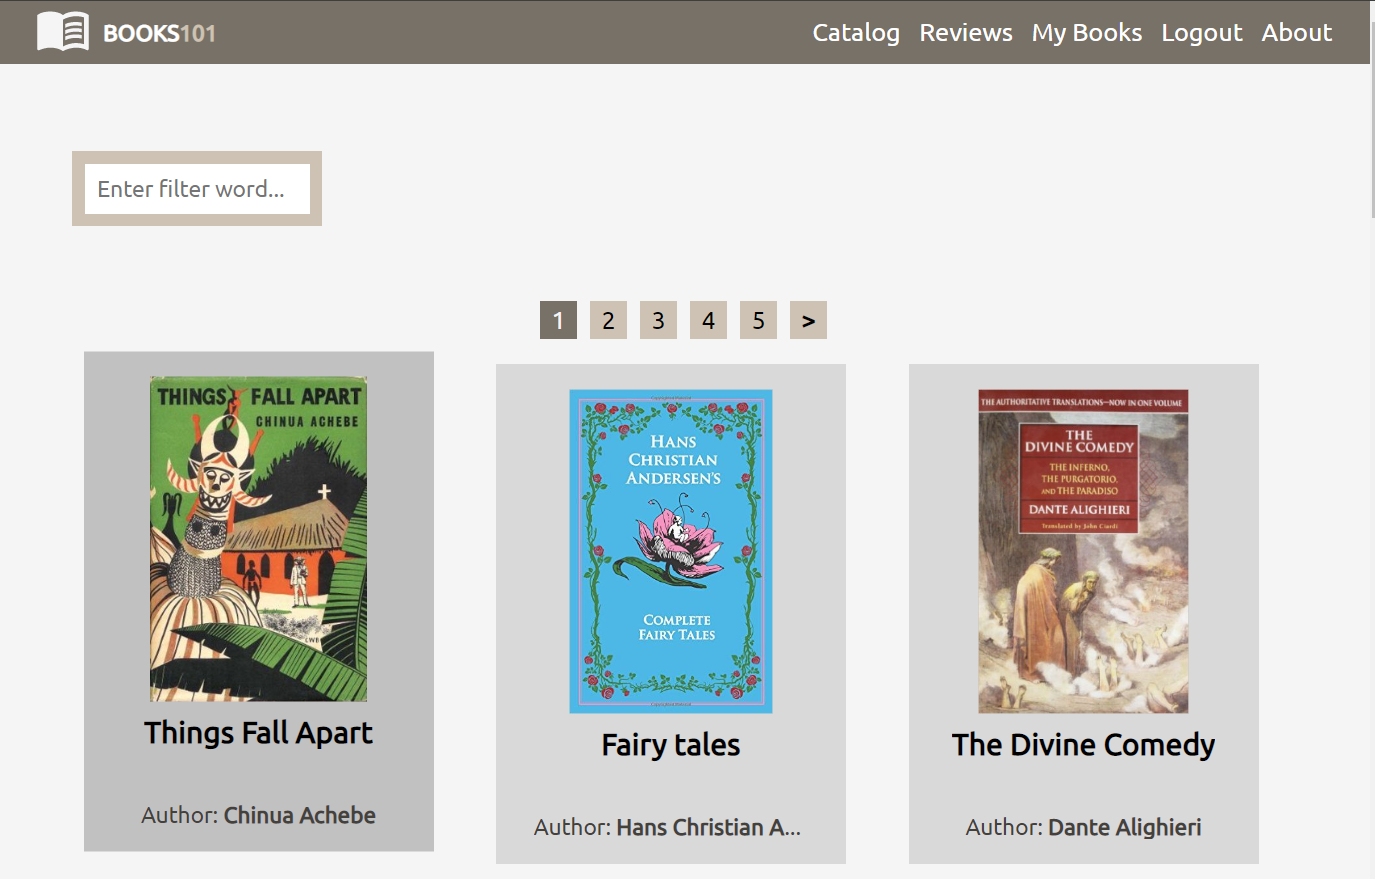 BOOKS101
Catalog Reviews My Books Logout About
Enter filter word...
1 2 3 4 5 >
THINGS FALL APART
CHINUA ACHEBE
Things Fall Apart
Author: Chinua Achebe
HANS
CHRISTIAN
ANDERSEN'S
COMPLETE
FAIRY TALES
Fairy tales
Author: Hans Christian A...
THE AUTHORITATIVE TRANSLATIONS—NOW IN ONE VOLUME
THE
DIVINE COMEDY
THE INFERNO,
THE PURGATORIO,
AND THE PARADISO
DANTE ALIGHIERI
Translated by John Ciardi
The Divine Comedy
Author: Dante Alighieri